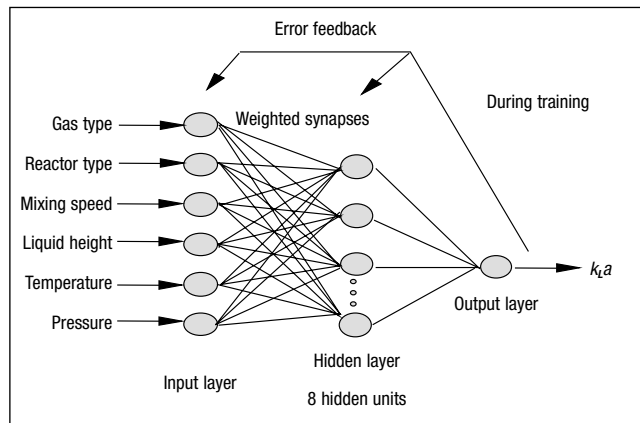 Error feedback
During training
Gas type
Weighted synapses
Reactor type
Mixing speed
Liquid height
Temperature
Pressure
kLa
Output layer
Hidden layer
Input layer
8 hidden units